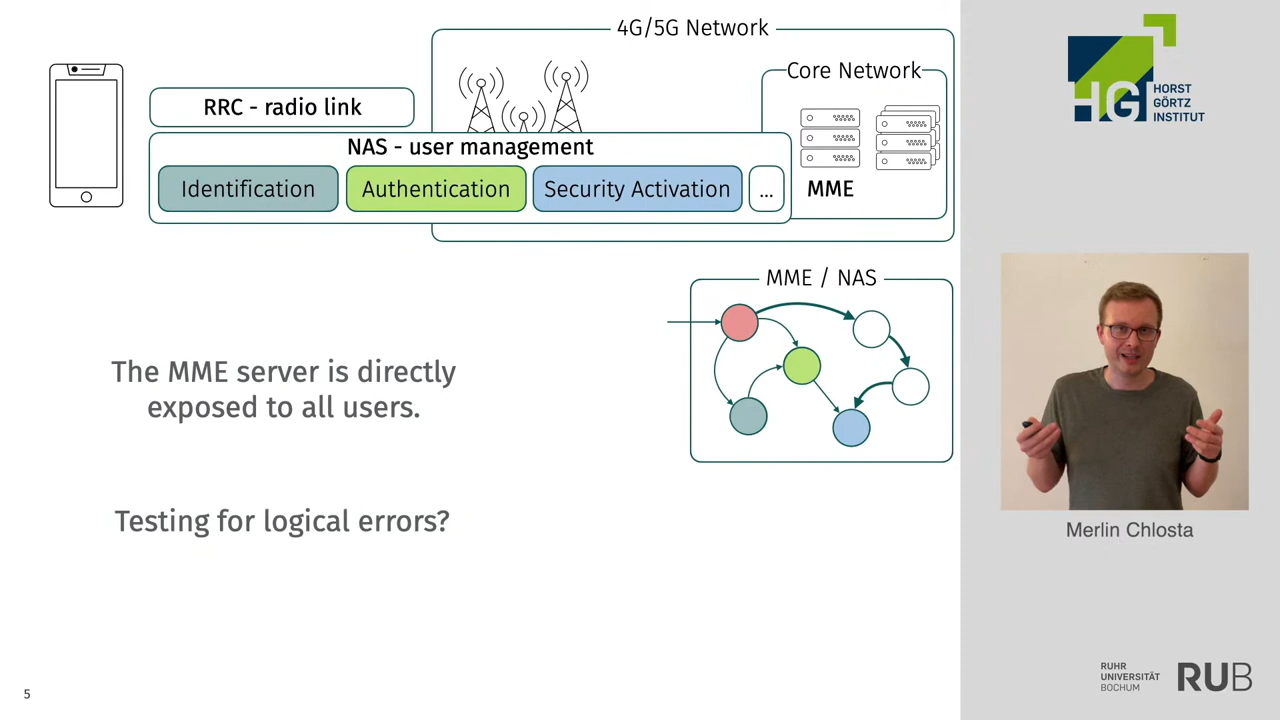 4G/5G Network
Core Network
RRC - radio link
NAS - user management
Identification
Authentication
Security Activation
...
MME
MME / NAS
The MME server is directly
exposed to all users.
Testing for logical errors?
5
HGI
HORST
GÖRTZ
INSTITUT
Merlin Chlosta
RUHR
UNIVERSITÄT
BOCHUM
RUB